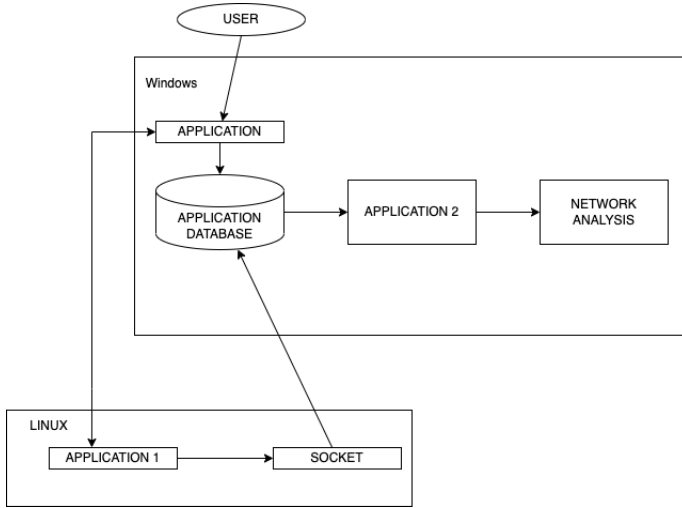 USER
Windows
APPLICATION
APPLICATION
DATABASE
APPLICATION 2
NETWORK
ANALYSIS
LINUX
APPLICATION 1
SOCKET